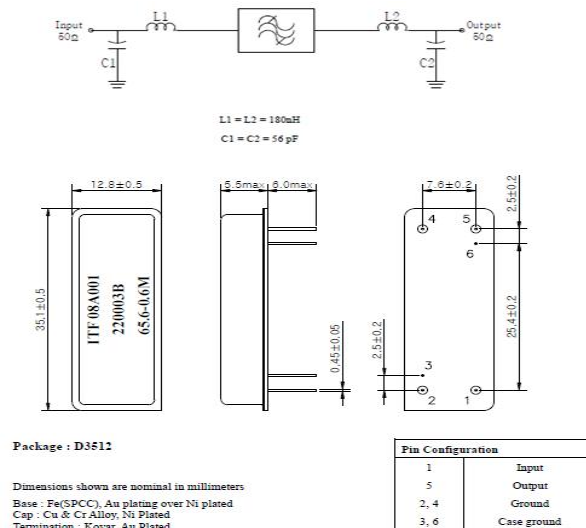 L1
L2
Input
50Ω
Output
50Ω
C1
C2
L1 = L2 = 180nH
C1 = C2 = 56 pF
12.8±0.5
5.5max
6.0max
7.6±0.2
2.5±0.2
4
5
6
ITF 08A001
220003B
65.6-0.6M
35.1±0.5
0.45±0.05
2.5±0.2
25.4±0.2
3
2
1
Package : D3512
Pin Configuration
1 Input
5 Output
2, 4 Ground
3, 6 Case ground
Dimensions shown are nominal in millimeters
Base : Fe(SPCC), Au plating over Ni plated
Cap : Cu & Cr Alloy, Ni Plated
Termination : Kovar, Au Plated